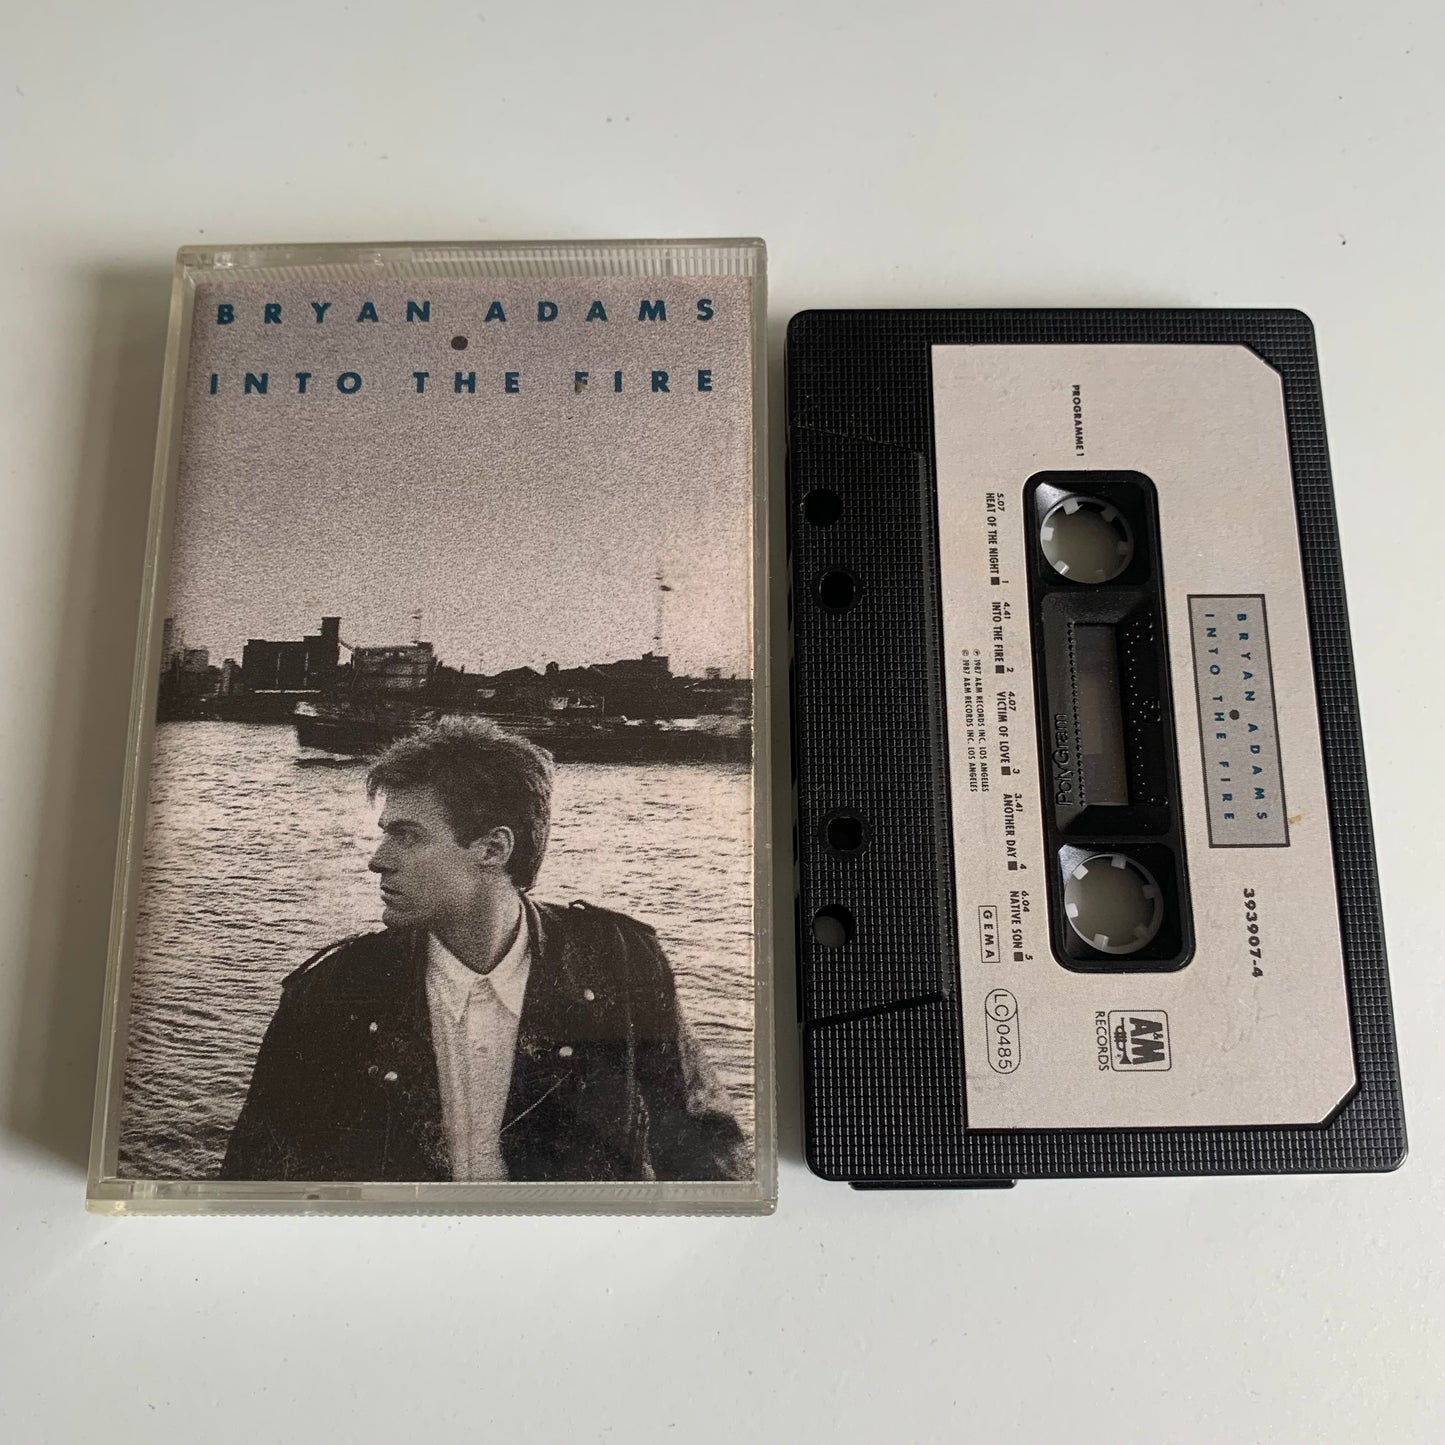 BRYAN ADAMS
INTO THE FIRE
PROGRAMME 1
BRYAN ADAMS
INTO THE FIRE
393907-4
A&M
RECORDS
PolyGram
5.07
HEAT OF THE NIGHT 1
4.41
INTO THE FIRE 2
4.07
VICTIM OF LOVE 3
3.41
ANOTHER DAY 4
6.04
NATIVE SON 5
℗ 1987 A&M RECORDS INC. LOS ANGELES
© 1987 A&M RECORDS INC. LOS ANGELES
GEMA
LC 0485